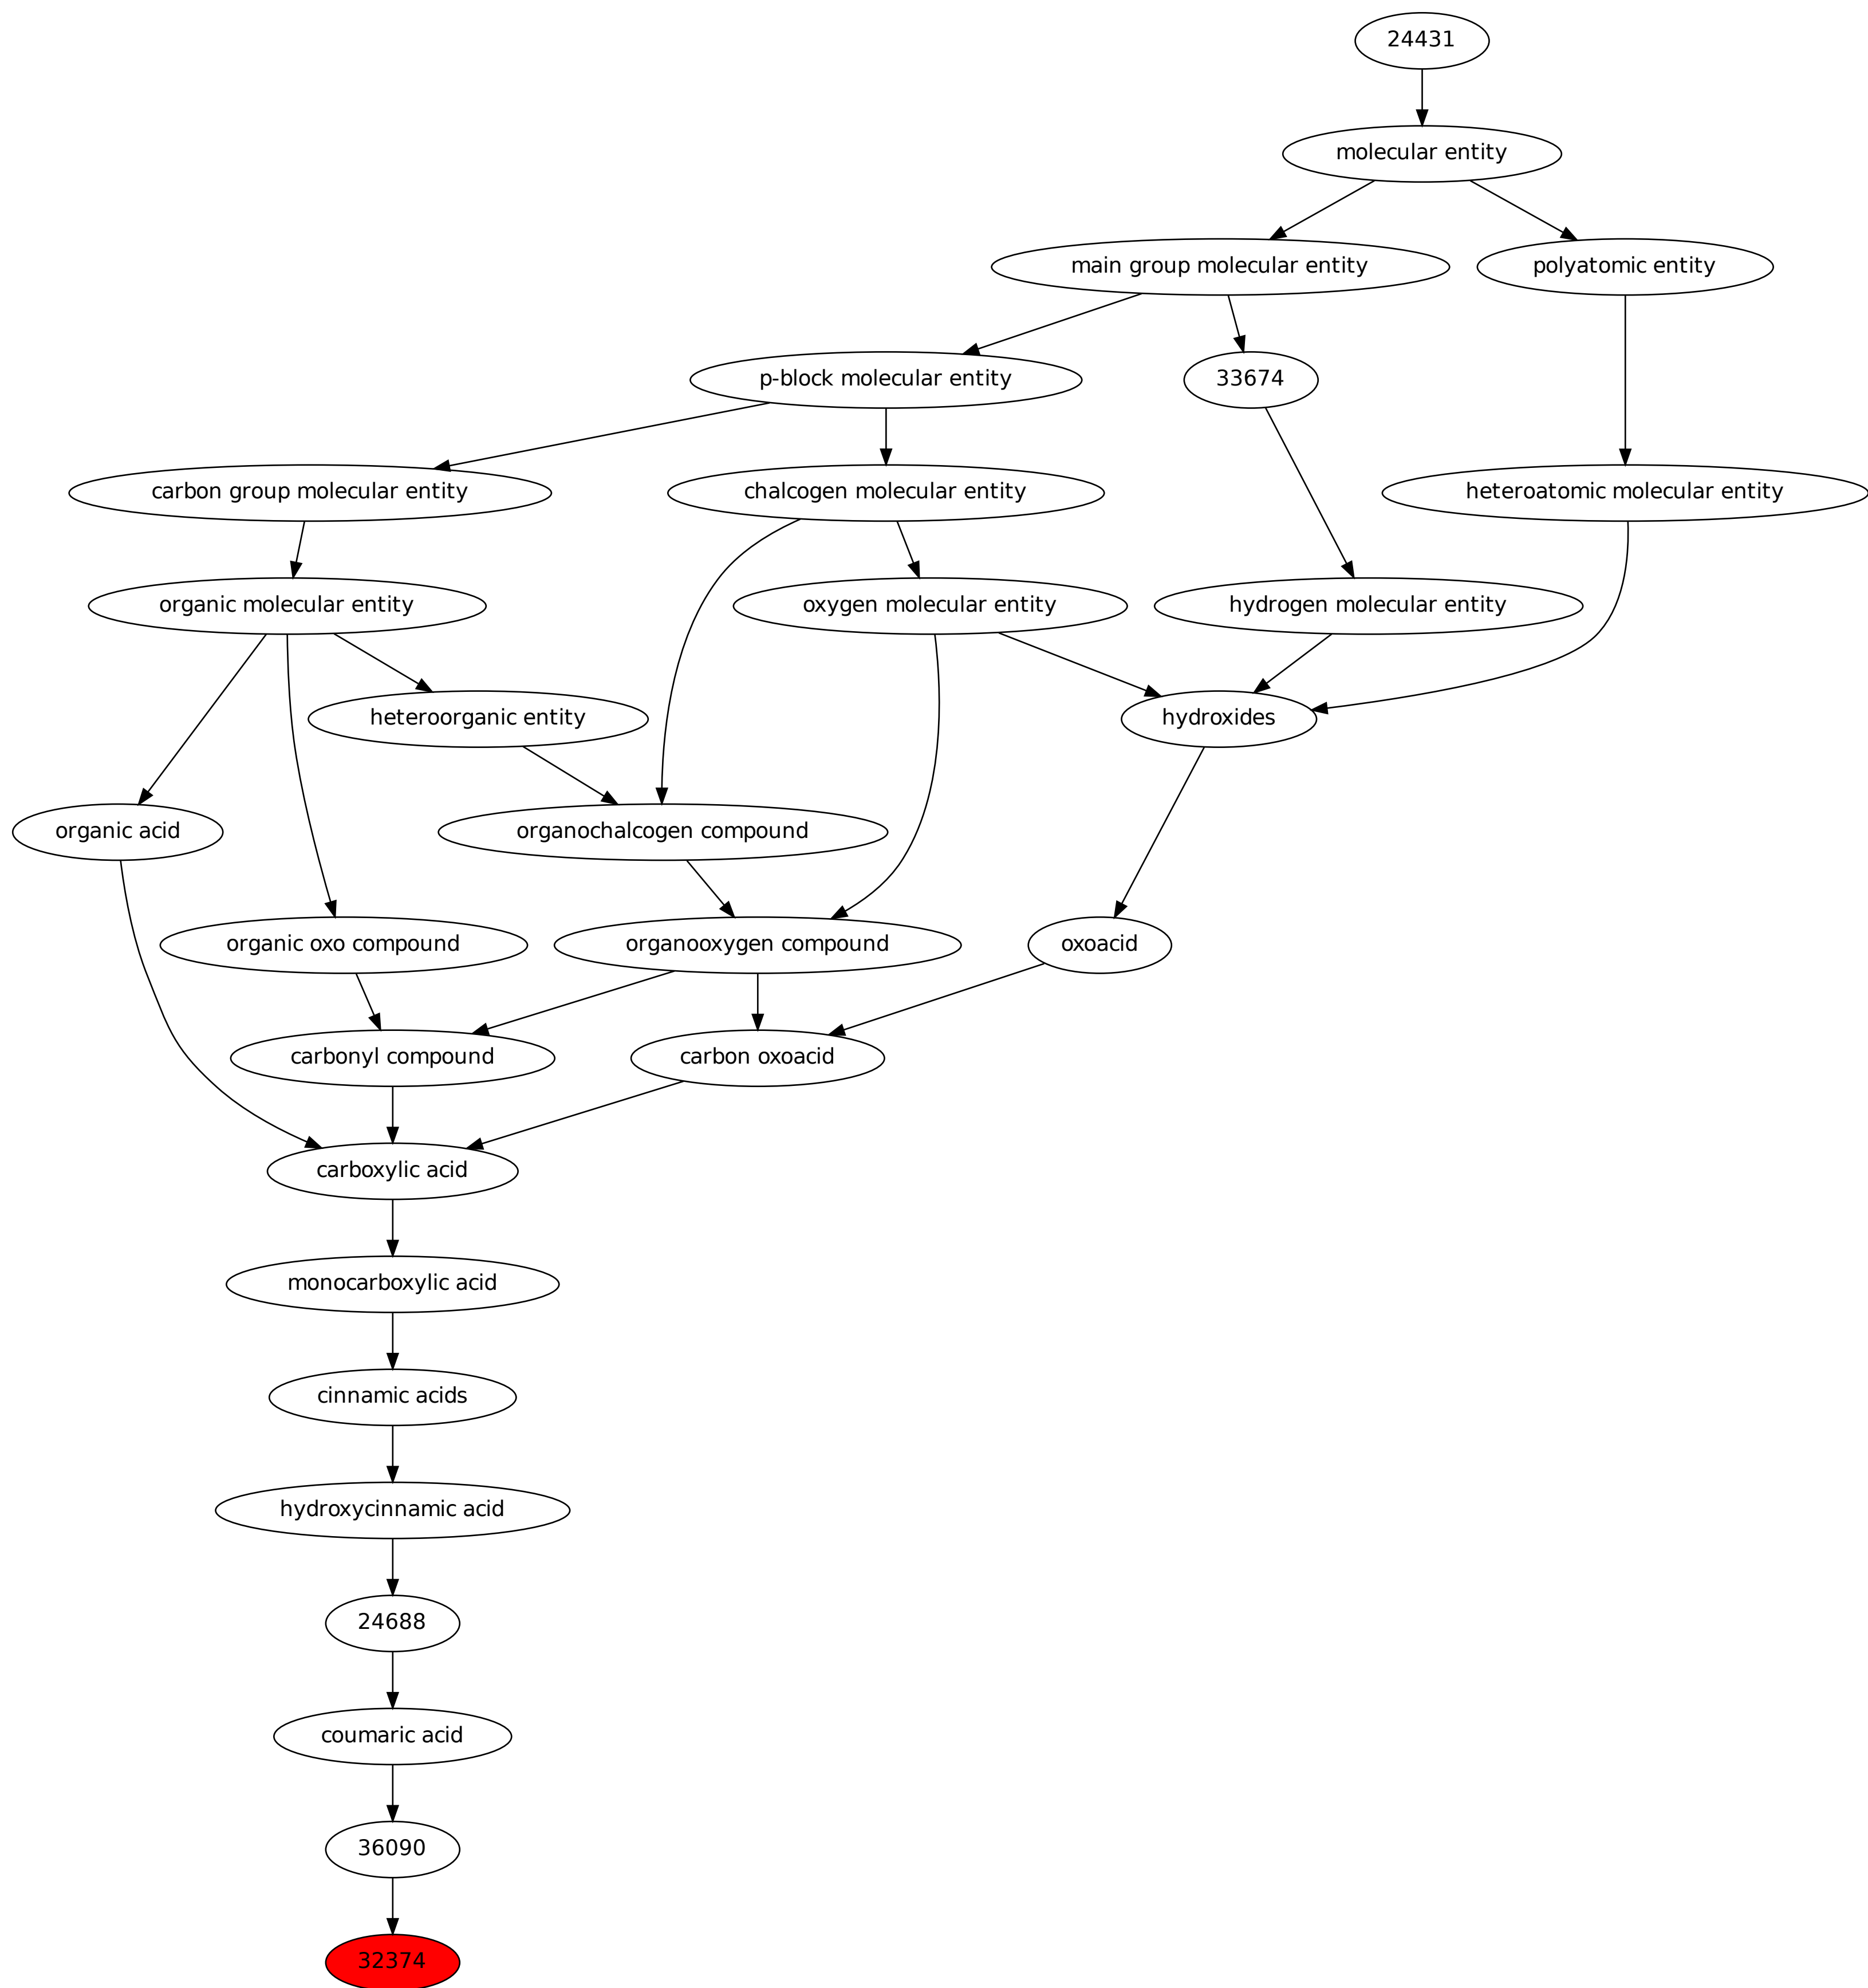 24431
molecular entity
main group molecular entity
polyatomic entity
p-block molecular entity
33674
carbon group molecular entity
chalcogen molecular entity
heteroatomic molecular entity
organic molecular entity
oxygen molecular entity
hydrogen molecular entity
heteroorganic entity
hydroxides
organic acid
organochalcogen compound
organic oxo compound
organooxygen compound
oxoacid
carbonyl compound
carbon oxoacid
carboxylic acid
monocarboxylic acid
cinnamic acids
hydroxycinnamic acid
24688
coumaric acid
36090
32374